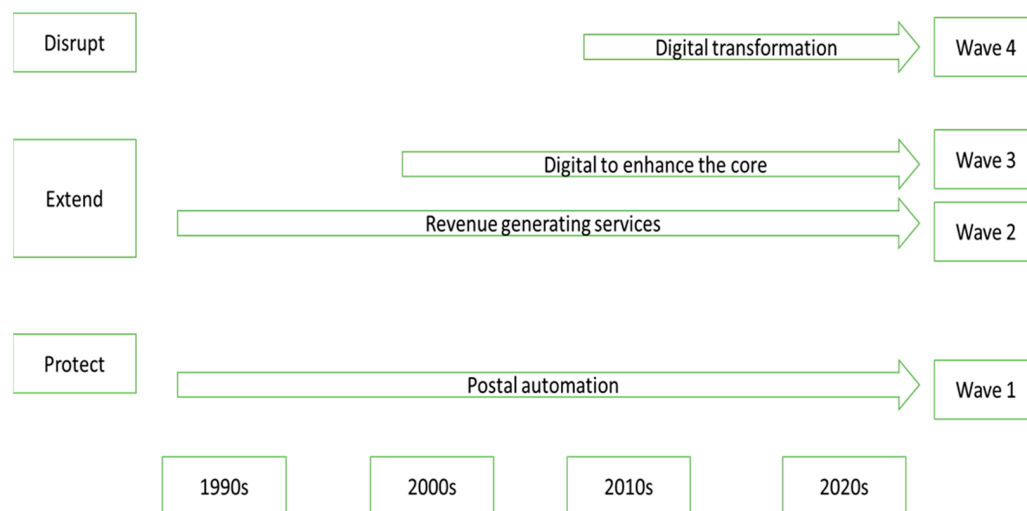 Disrupt
Digital transformation
Wave 4
Digital to enhance the core
Wave 3
Extend
Revenue generating services
Wave 2
Protect
Postal automation
Wave 1
1990s
2000s
2010s
2020s